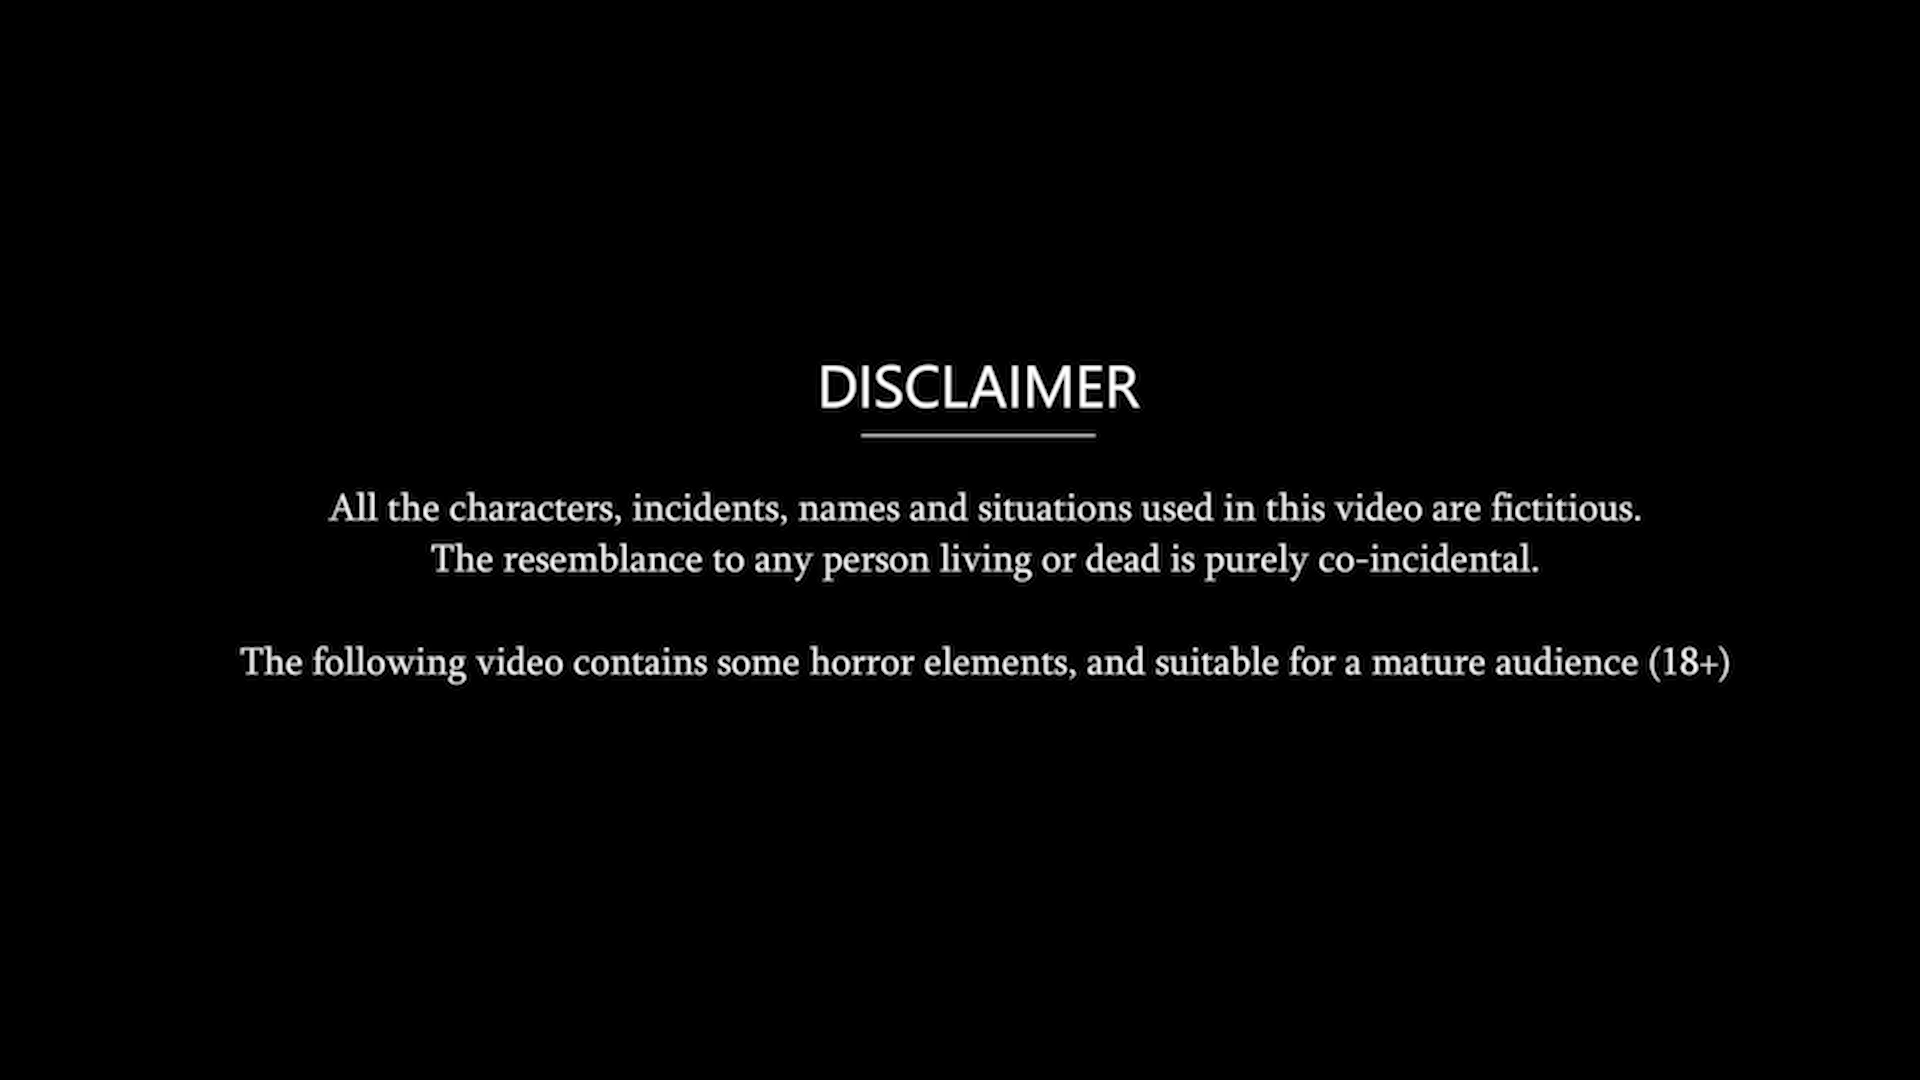 DISCLAIMER
All the characters, incidents, names and situations used in this video are fictitious.
The resemblance to any person living or dead is purely co-incidental.
The following video contains some horror elements, and suitable for a mature audience (18+)